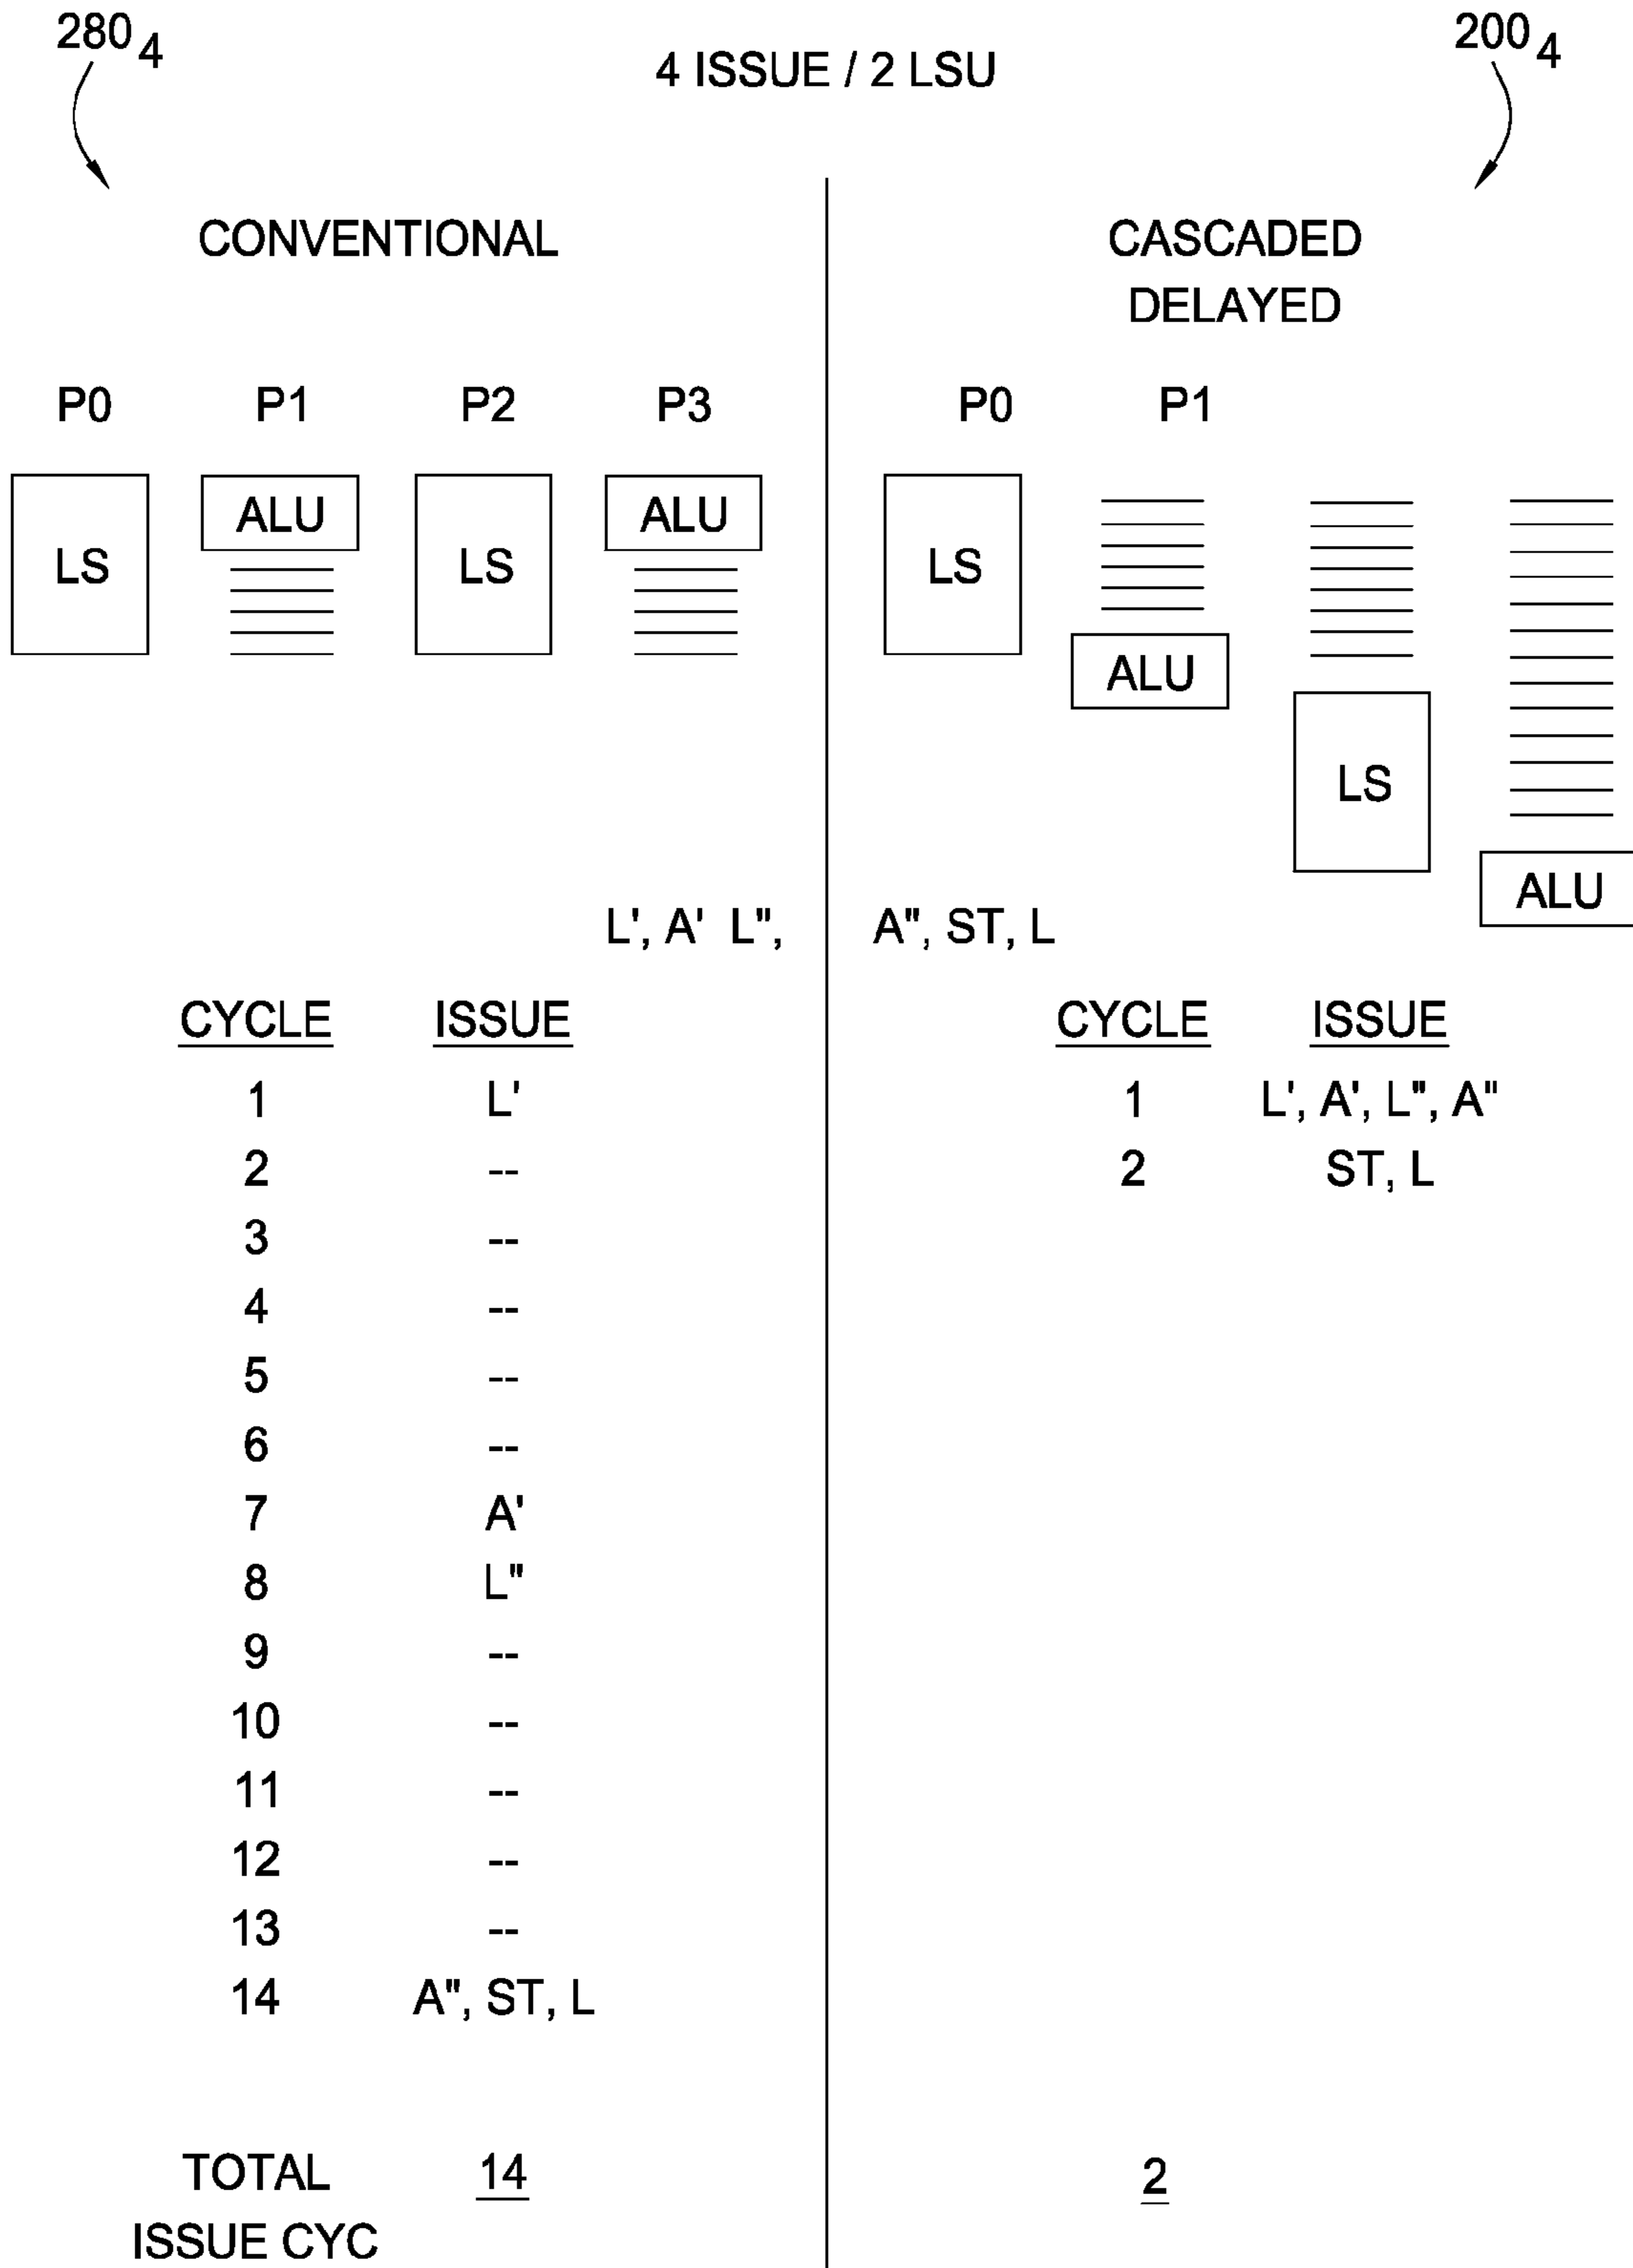 280 4
4 ISSUE / 2 LSU
200 4
CONVENTIONAL
CASCADED
DELAYED
P0 P1 P2 P3
LS ALU LS ALU
P0 P1
LS
ALU
LS
ALU
L', A' L", A", ST, L
CYCLE ISSUE
1 L'
2 --
3 --
4 --
5 --
6 --
7 A'
8 L"
9 --
10 --
11 --
12 --
13 --
14 A", ST, L
TOTAL 14
ISSUE CYC
CYCLE ISSUE
1 L', A', L", A"
2 ST, L
2